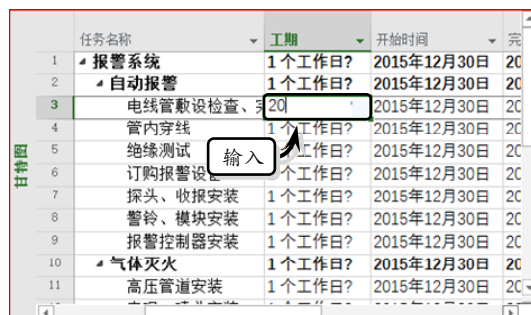 任务名称 工期 开始时间 完
1 报警系统 1 个工作日? 2015年12月30日 20
2 自动报警 1 个工作日? 2015年12月30日 20
3 电线管敷设检查、 20 2015年12月30日 20
4 管内穿线 1 个工作日? 2015年12月30日 20
5 绝缘测试 个工作日? 2015年12月30日 20
6 订购报警设 1 个工作日? 2015年12月30日 20
7 探头、收报安装 1 个工作日? 2015年12月30日 20
8 警铃、模块安装 1 个工作日? 2015年12月30日 20
9 报警控制器安装 1 个工作日? 2015年12月30日 20
10 气体灭火 1 个工作日? 2015年12月30日 20
11 高压管道安装 1 个工作日? 2015年12月30日 20
输入
甘特图